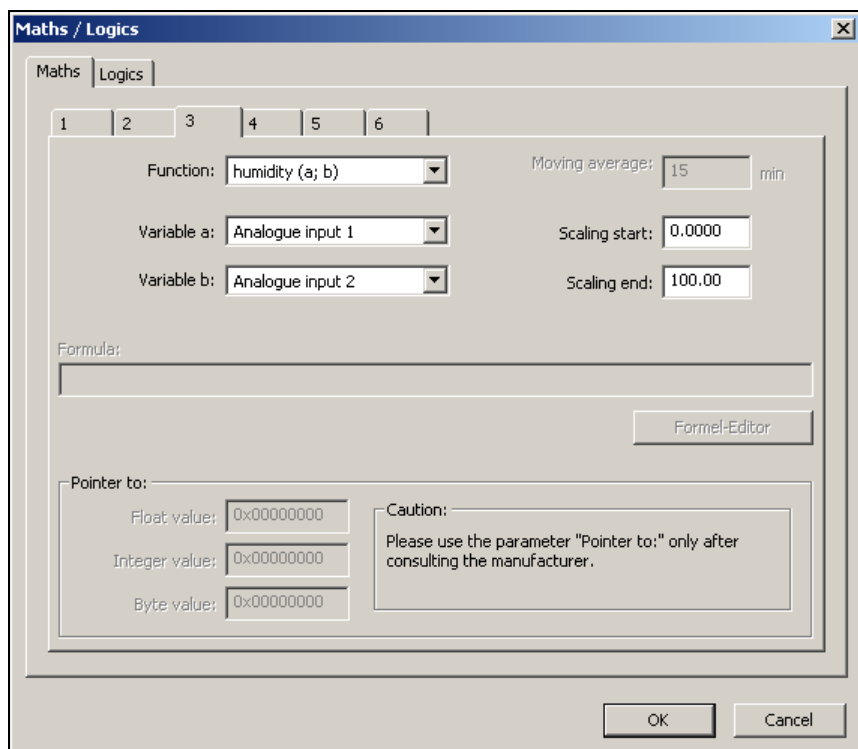 Maths / Logics
Maths Logics
1 2 3 4 5 6
Function: humidity (a; b) Moving average: 15 min
Variable a: Analogue input 1 Scaling start: 0.0000
Variable b: Analogue input 2 Scaling end: 100.00
Formula:
Formel-Editor
Pointer to:
Float value: 0x00000000
Integer value: 0x00000000
Byte value: 0x00000000
Caution:
Please use the parameter "Pointer to:" only after
consulting the manufacturer.
OK Cancel